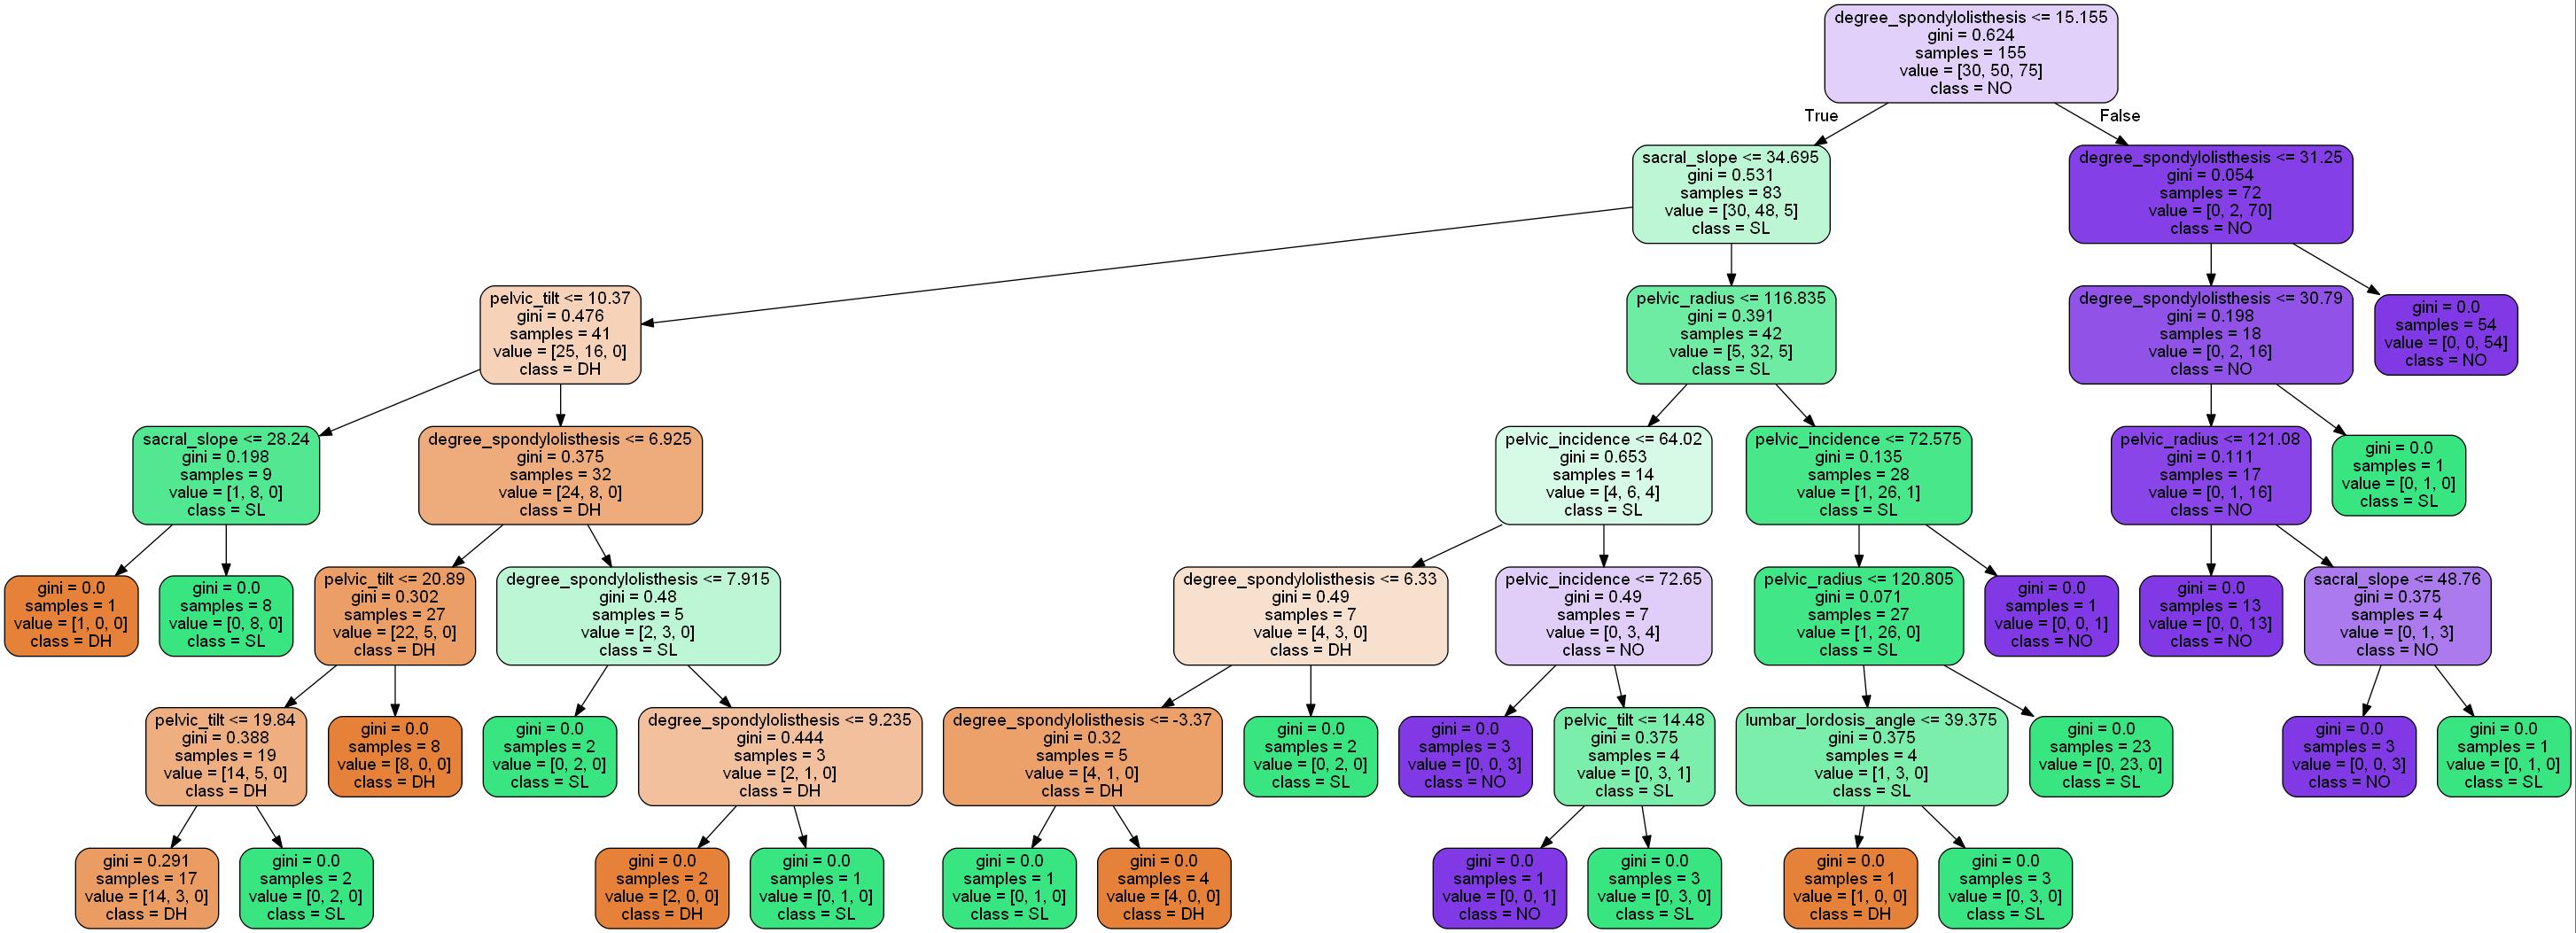 degree_spondylolisthesis <= 15.155
gini = 0.624
samples = 155
value = [30, 50, 75]
class = NO
True
False
sacral_slope <= 34.695
gini = 0.531
samples = 83
value = [30, 48, 5]
class = SL
degree_spondylolisthesis <= 31.25
gini = 0.054
samples = 72
value = [0, 2, 70]
class = NO
pelvic_tilt <= 10.37
gini = 0.476
samples = 41
value = [25, 16, 0]
class = DH
pelvic_radius <= 116.835
gini = 0.391
samples = 42
value = [5, 32, 5]
class = SL
degree_spondylolisthesis <= 30.79
gini = 0.198
samples = 18
value = [0, 2, 16]
class = NO
gini = 0.0
samples = 54
value = [0, 0, 54]
class = NO
sacral_slope <= 28.24
gini = 0.198
samples = 9
value = [1, 8, 0]
class = SL
degree_spondylolisthesis <= 6.925
gini = 0.375
samples = 32
value = [24, 8, 0]
class = DH
pelvic_incidence <= 64.02
gini = 0.653
samples = 14
value = [4, 6, 4]
class = SL
pelvic_incidence <= 72.575
gini = 0.135
samples = 28
value = [1, 26, 1]
class = SL
pelvic_radius <= 121.08
gini = 0.111
samples = 17
value = [0, 1, 16]
class = NO
gini = 0.0
samples = 1
value = [0, 1, 0]
class = SL
gini = 0.0
samples = 1
value = [1, 0, 0]
class = DH
gini = 0.0
samples = 8
value = [0, 8, 0]
class = SL
pelvic_tilt <= 20.89
gini = 0.302
samples = 27
value = [22, 5, 0]
class = DH
degree_spondylolisthesis <= 7.915
gini = 0.48
samples = 5
value = [2, 3, 0]
class = SL
degree_spondylolisthesis <= 6.33
gini = 0.49
samples = 7
value = [4, 3, 0]
class = DH
pelvic_incidence <= 72.65
gini = 0.49
samples = 7
value = [0, 3, 4]
class = NO
pelvic_radius <= 120.805
gini = 0.071
samples = 27
value = [1, 26, 0]
class = SL
gini = 0.0
samples = 1
value = [0, 0, 1]
class = NO
gini = 0.0
samples = 13
value = [0, 0, 13]
class = NO
sacral_slope <= 48.76
gini = 0.375
samples = 4
value = [0, 1, 3]
class = NO
pelvic_tilt <= 19.84
gini = 0.388
samples = 19
value = [14, 5, 0]
class = DH
gini = 0.0
samples = 8
value = [8, 0, 0]
class = DH
gini = 0.0
samples = 2
value = [0, 2, 0]
class = SL
degree_spondylolisthesis <= 9.235
gini = 0.444
samples = 3
value = [2, 1, 0]
class = DH
degree_spondylolisthesis <= -3.37
gini = 0.32
samples = 5
value = [4, 1, 0]
class = DH
gini = 0.0
samples = 2
value = [0, 2, 0]
class = SL
gini = 0.0
samples = 3
value = [0, 0, 3]
class = NO
pelvic_tilt <= 14.48
gini = 0.375
samples = 4
value = [0, 3, 1]
class = SL
lumbar_lordosis_angle <= 39.375
gini = 0.375
samples = 4
value = [1, 3, 0]
class = SL
gini = 0.0
samples = 23
value = [0, 23, 0]
class = SL
gini = 0.0
samples = 3
value = [0, 0, 3]
class = NO
gini = 0.0
samples = 1
value = [0, 1, 0]
class = SL
gini = 0.291
samples = 17
value = [14, 3, 0]
class = DH
gini = 0.0
samples = 2
value = [0, 2, 0]
class = SL
gini = 0.0
samples = 2
value = [2, 0, 0]
class = DH
gini = 0.0
samples = 1
value = [0, 1, 0]
class = SL
gini = 0.0
samples = 1
value = [0, 1, 0]
class = SL
gini = 0.0
samples = 4
value = [4, 0, 0]
class = DH
gini = 0.0
samples = 1
value = [0, 0, 1]
class = NO
gini = 0.0
samples = 3
value = [0, 3, 0]
class = SL
gini = 0.0
samples = 1
value = [1, 0, 0]
class = DH
gini = 0.0
samples = 3
value = [0, 3, 0]
class = SL